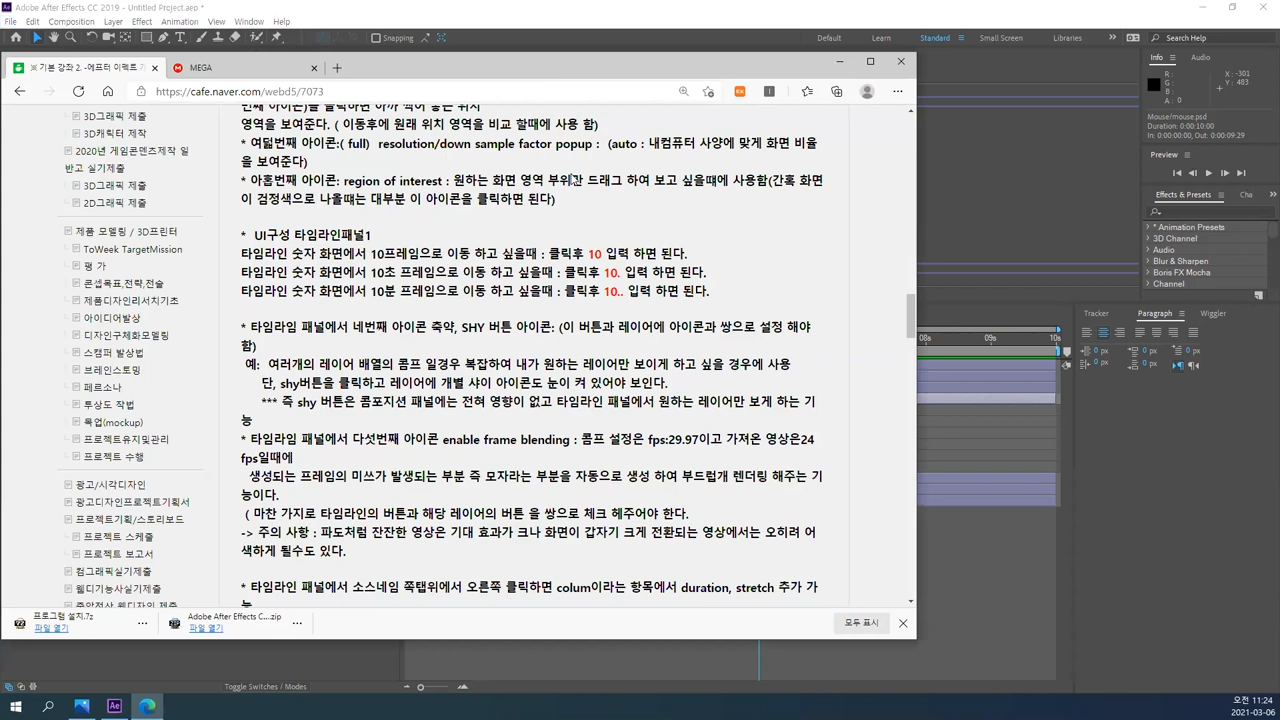 Adobe After Effects CC 2019 - Untitled Project.aep *
File Edit Composition Layer Effect Animation View Window Help
Snapping
Default Learn Standard Small Screen Libraries Search Help
MEGA
https://cafe.naver.com/webd5/7073
영역을 보여준다. ( 이동후에 원래 위치 영역을 비교 할때에 사용 함)
* 여덟번째 아이콘:( full) resolution/down sample factor popup : (auto : 내컴퓨터 사양에 맞게 화면 비율
을 보여준다)
* 아홉번째 아이콘: region of interest : 원하는 화면 영역 부위만 드래그 하여 보고 싶을떄에 사용함(간혹 화면
이 검정색으로 나올떄는 대부분 이 아이콘을 클릭하면 된다)
* UI구성 타임라인패널1
타임라인 숫자 화면에서 10프레임으로 이동 하고 싶을때 : 클릭후 10 입력 하면 된다.
타임라인 숫자 화면에서 10초 프레임으로 이동 하고 싶을때 : 클릭후 10. 입력 하면 된다.
타임라인 숫자 화면에서 10분 프레임으로 이동 하고 싶을때 : 클릭후 10.. 입력 하면 된다.
* 타임라임 패널에서 네번째 아이콘 축약, SHY 버튼 아이콘: (이 버튼과 레이어에 아이콘과 쌍으로 설정 해야
함)
예: 여러개의 레이어 배열의 콤프 일경우 복잡하여 내가 원하는 레이어만 보이게 하고 싶을 경우에 사용
단, shy버튼을 클릭하고 레이어에 개별 샤이 아이콘도 눈이 켜 있어야 보인다.
*** 즉 shy 버튼은 콤포지션 패널에는 전혀 영향이 없고 타임라인 패널에서 원하는 레이어만 보게 하는 기
능
* 타임라임 패널에서 다섯번째 아이콘 enable frame blending : 콤프 설정은 fps:29.97이고 가져온 영상은24
fps일때에
생성되는 프레임의 미쓰가 발생되는 부분 즉 모자라는 부분을 자동으로 생성 하여 부드럽개 렌더링 해주는 기
능이다.
( 마찬 가지로 타임라인의 버튼과 해당 레이어의 버튼 을 쌍으로 체크 헤주어야 한다.
-> 주의 사항 : 파도처럼 잔잔한 영상은 기대 효과가 크나 화면이 갑자기 크게 전환되는 영상에서는 오히려 어
색하게 될수도 있다.
* 타임라인 패널에서 소스네임 쪽탭위에서 오른쪽 클릭하면 colum이라는 항목에서 duration, stretch 추가 가
3D그래픽 제출
3D캐릭터 제작
2020년 게임콘텐츠제작 일
반고 실기제출
3D그래픽 제출
2D그래픽 제출
제품 모델링 / 3D프린터
ToWeek TargetMission
평 가
콘셉목표,전략,전술
제품디자인리서치기초
아이디어발상
디자인구체화모델링
스캠퍼 발상법
브레인스토밍
페르소나
투상도 작법
목업(mockup)
프로젝트유지및관리
프로젝트 수행
광고/시각디자인
광고디자인프로젝트기획서
프로젝트기획/스토리보드
프로젝트 스케줄
프로젝트 보고서
컴그래픽실기제출
웹디기능사실기제출
프로그램 설치.7z
파일 열기
Adobe After Effects C....zip
파일 열기
모두 표시
Info Audio
R :
G :
B :
A : 0
X : -301
Y : 483
Mouse/mouse.psd
Duration: 0:00:10:00
In: 0:00:00:00, Out: 0:00:09:29
Preview
Effects & Presets Cha
* Animation Presets
3D Channel
Audio
Blur & Sharpen
Boris FX Mocha
Channel
Tracker Paragraph Wiggler
0 px 0 px 0 px
0 px 0 px
08s 09s 10s
Toggle Switches / Modes
오전 11:24
2021-03-06